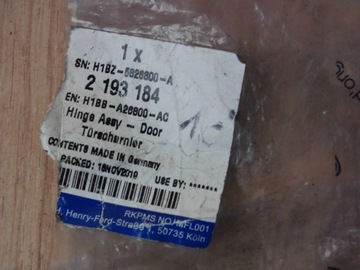 1 X
SN: H1BZ-5826800-A
2 193 184
EN: H1BB-A26800-AC
Hinge Assy - Door
Türscharnier
CONTENTS MADE IN Germany
PACKED: 18NOV2019 USE BY: *******
RKPMS NO:
H, Henry-Ford-Straße 1, 50735 Köln